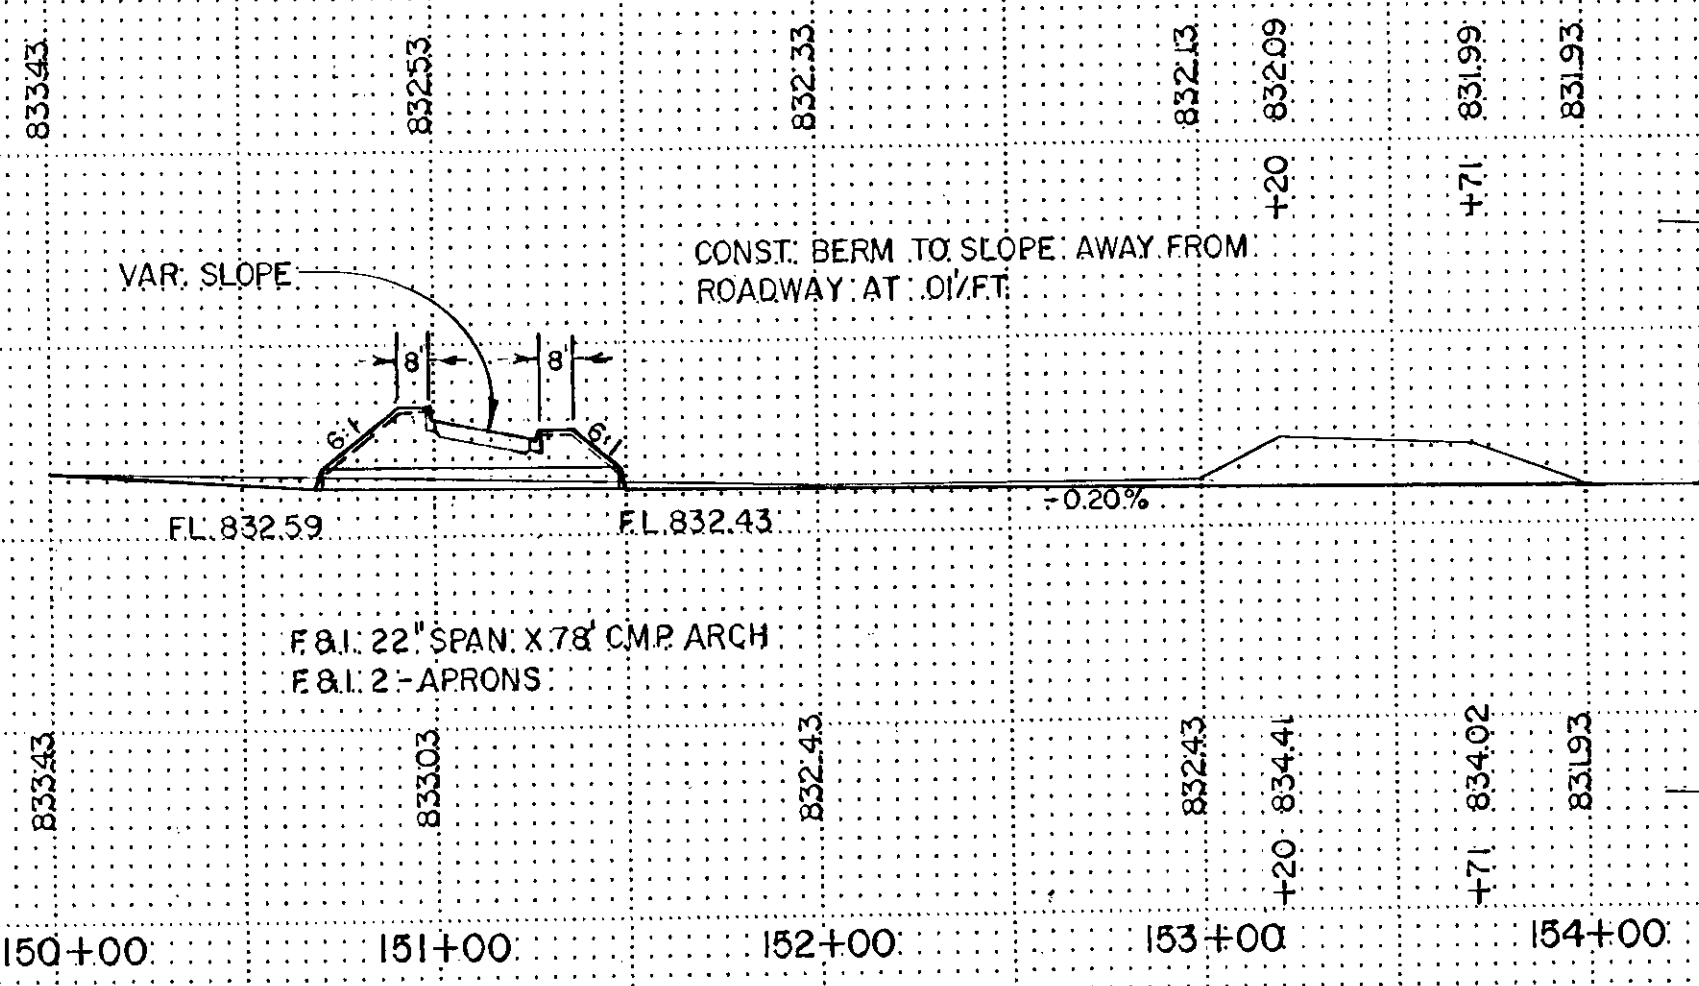 833.43 832.53 832.33 832.13 832.09 831.99 831.93
+20 +71
CONST. BERM TO SLOPE AWAY FROM
ROADWAY AT .01'/FT.
VAR. SLOPE
8' 8'
6:1 6:1
-0.20%
F.L. 832.59 F.L. 832.43
F.&I. 22" SPAN X 78' C.M.P. ARCH
F.&I. 2-APRONS
833.43 833.03 832.43 832.43 834.41 834.02 831.93
+20 +71
150+00 151+00 152+00 153+00 154+00